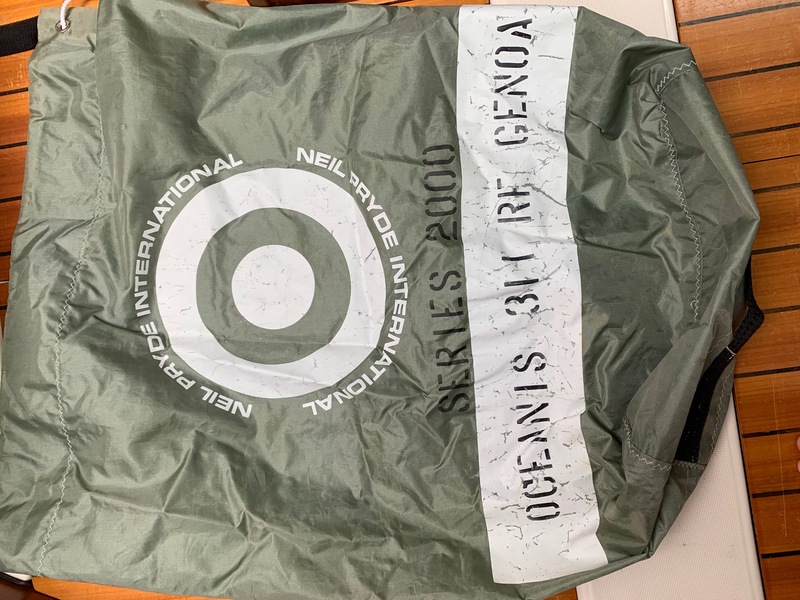 NEIL PRYDE INTERNATIONAL
NEIL PRYDE INTERNATIONAL
SERIES 2000
OCEANIS 311 RF GENOA